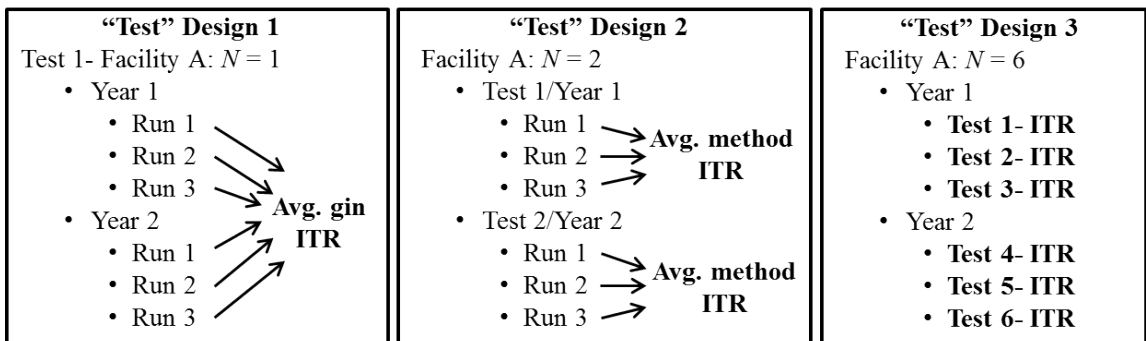 “Test” Design 1
Test 1- Facility A: N = 1
• Year 1
• Run 1
• Run 2
• Run 3
• Year 2
• Run 1
• Run 2
• Run 3
Avg. gin
ITR
“Test” Design 2
Facility A: N = 2
• Test 1/Year 1
• Run 1
• Run 2
• Run 3
Avg. method
ITR
• Test 2/Year 2
• Run 1
• Run 2
• Run 3
Avg. method
ITR
“Test” Design 3
Facility A: N = 6
• Year 1
• Test 1- ITR
• Test 2- ITR
• Test 3- ITR
• Year 2
• Test 4- ITR
• Test 5- ITR
• Test 6- ITR